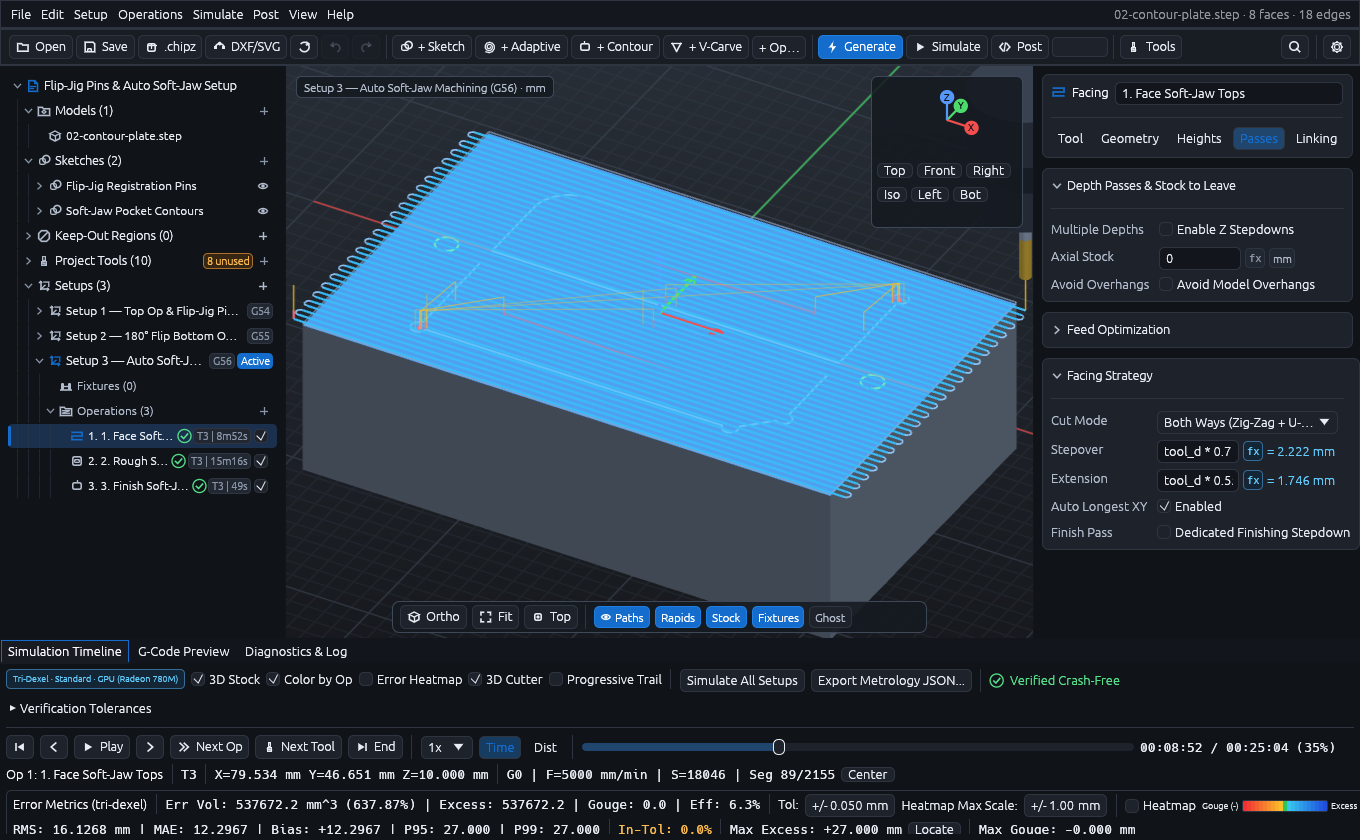 File Edit Setup Operations Simulate Post View Help 02-contour-plate.step · 8 faces · 18 edges
Open Save .chipz DXF/SVG + Sketch + Adaptive + Contour + V-Carve + Op... Generate Simulate Post Tools
Flip-Jig Pins & Auto Soft-Jaw Setup
Models (1) +
02-contour-plate.step
Sketches (2) +
Flip-Jig Registration Pins
Soft-Jaw Pocket Contours
Keep-Out Regions (0) +
Project Tools (10) 8 unused +
Setups (3) +
Setup 1 — Top Op & Flip-Jig Pi... G54
Setup 2 — 180° Flip Bottom O... G55
Setup 3 — Auto Soft-J... G56 Active
Fixtures (0)
Operations (3) +
1. 1. Face Soft... T3 | 8m52s
2. 2. Rough S... T3 | 15m16s
3. 3. Finish Soft-J... T3 | 49s
Setup 3 — Auto Soft-Jaw Machining (G56) · mm
Z
Y
X
Top Front Right
Iso Left Bot
Ortho Fit Top Paths Rapids Stock Fixtures Ghost
Facing 1. Face Soft-Jaw Tops
Tool Geometry Heights Passes Linking
Depth Passes & Stock to Leave
Multiple Depths Enable Z Stepdowns
Axial Stock 0 fx mm
Avoid Overhangs Avoid Model Overhangs
Feed Optimization
Facing Strategy
Cut Mode Both Ways (Zig-Zag + U-...
Stepover tool_d * 0.7 fx = 2.222 mm
Extension tool_d * 0.5. fx = 1.746 mm
Auto Longest XY Enabled
Finish Pass Dedicated Finishing Stepdown
Simulation Timeline G-Code Preview Diagnostics & Log
Tri-Dexel · Standard · GPU (Radeon 780M) 3D Stock Color by Op Error Heatmap 3D Cutter Progressive Trail Simulate All Setups Export Metrology JSON... Verified Crash-Free
Verification Tolerances
Play Next Op Next Tool End 1x Time Dist 00:08:52 / 00:25:04 (35%)
Op 1: 1. Face Soft-Jaw Tops T3 X=79.534 mm Y=46.651 mm Z=10.000 mm G0 | F=5000 mm/min | S=18046 | Seg 89/2155 Center
Error Metrics (tri-dexel) Err Vol: 537672.2 mm^3 (637.87%) | Excess: 537672.2 | Gouge: 0.0 | Eff: 6.3% Tol: +/- 0.050 mm Heatmap Max Scale: +/- 1.00 mm Heatmap Gouge (-) Excess
RMS: 16.1268 mm | MAE: 12.2967 | Bias: +12.2967 | P95: 27.000 | P99: 27.000 In-Tol: 0.0% Max Excess: +27.000 mm Locate Max Gouge: -0.000 mm